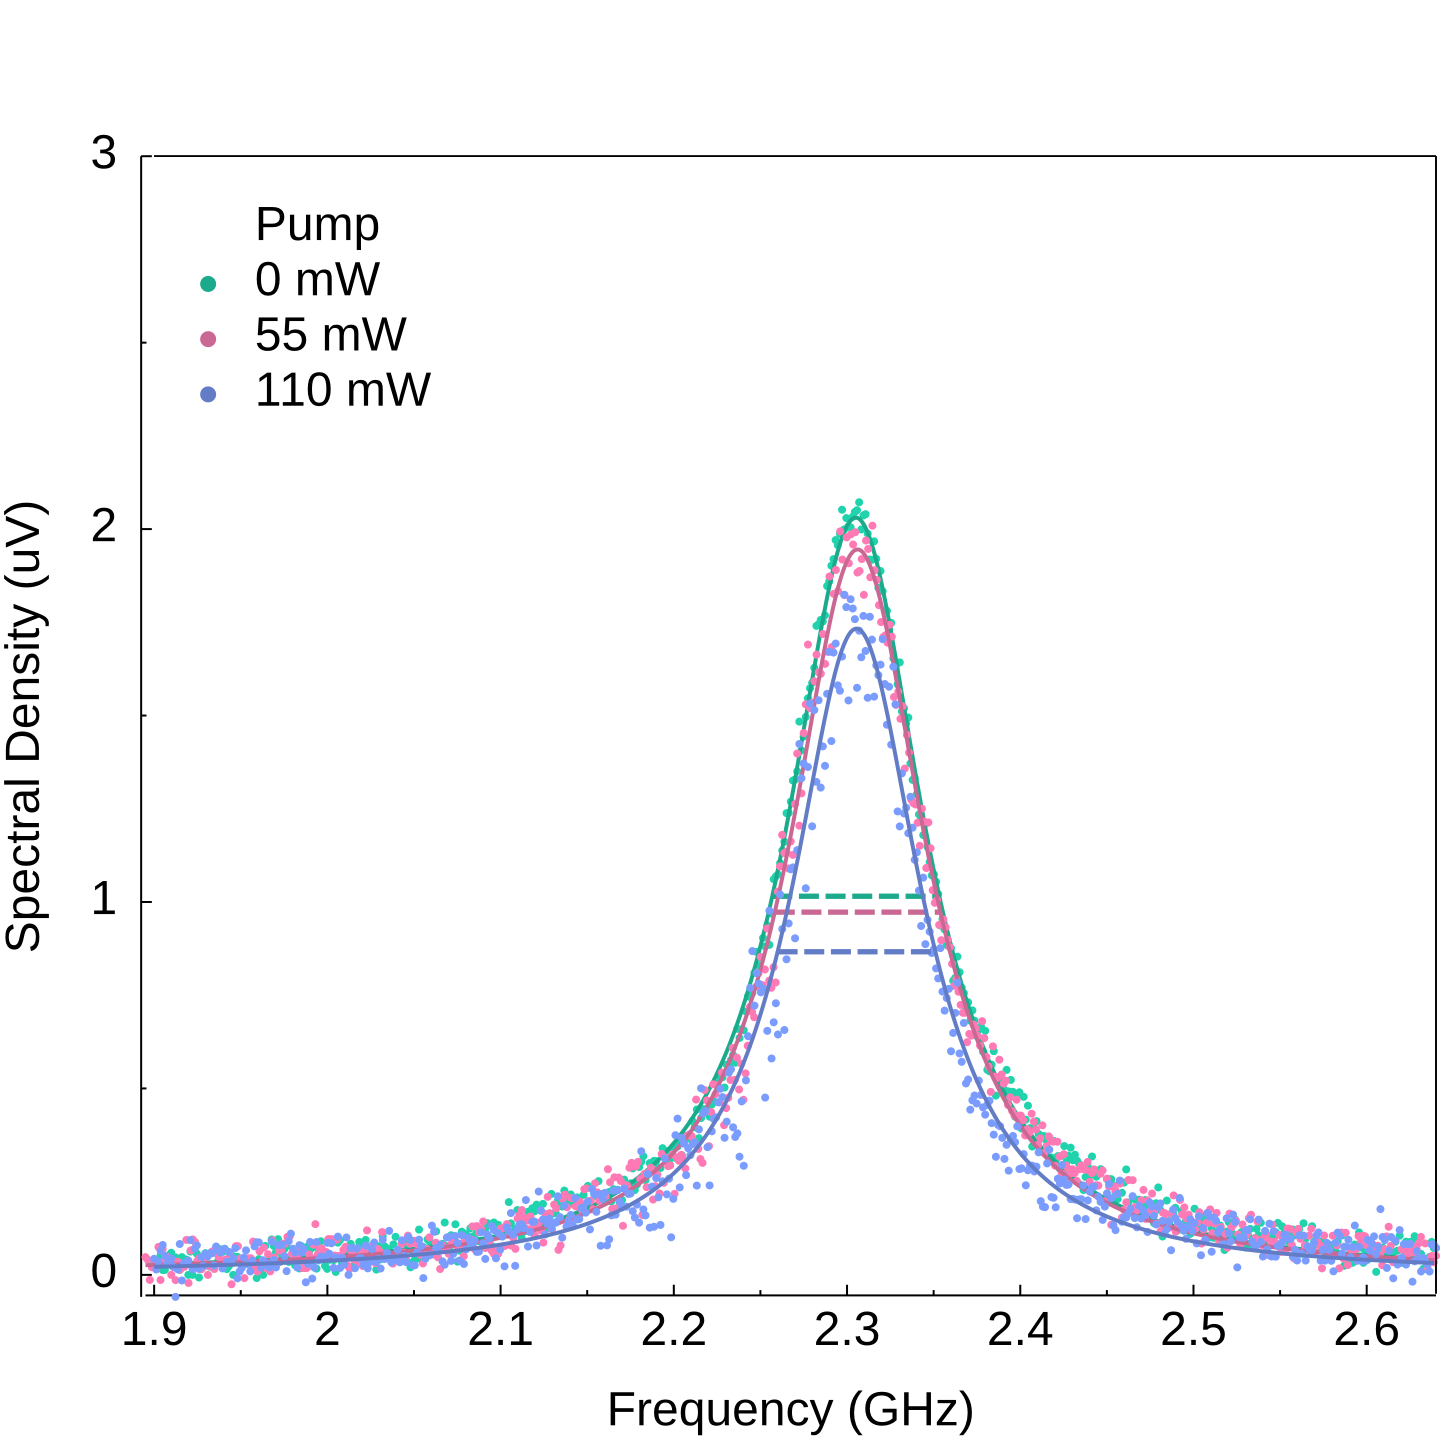 3
Pump
0 mW
55 mW
110 mW
2
Spectral Density (uV)
1
0
1.9 2 2.1 2.2 2.3 2.4 2.5 2.6
Frequency (GHz)